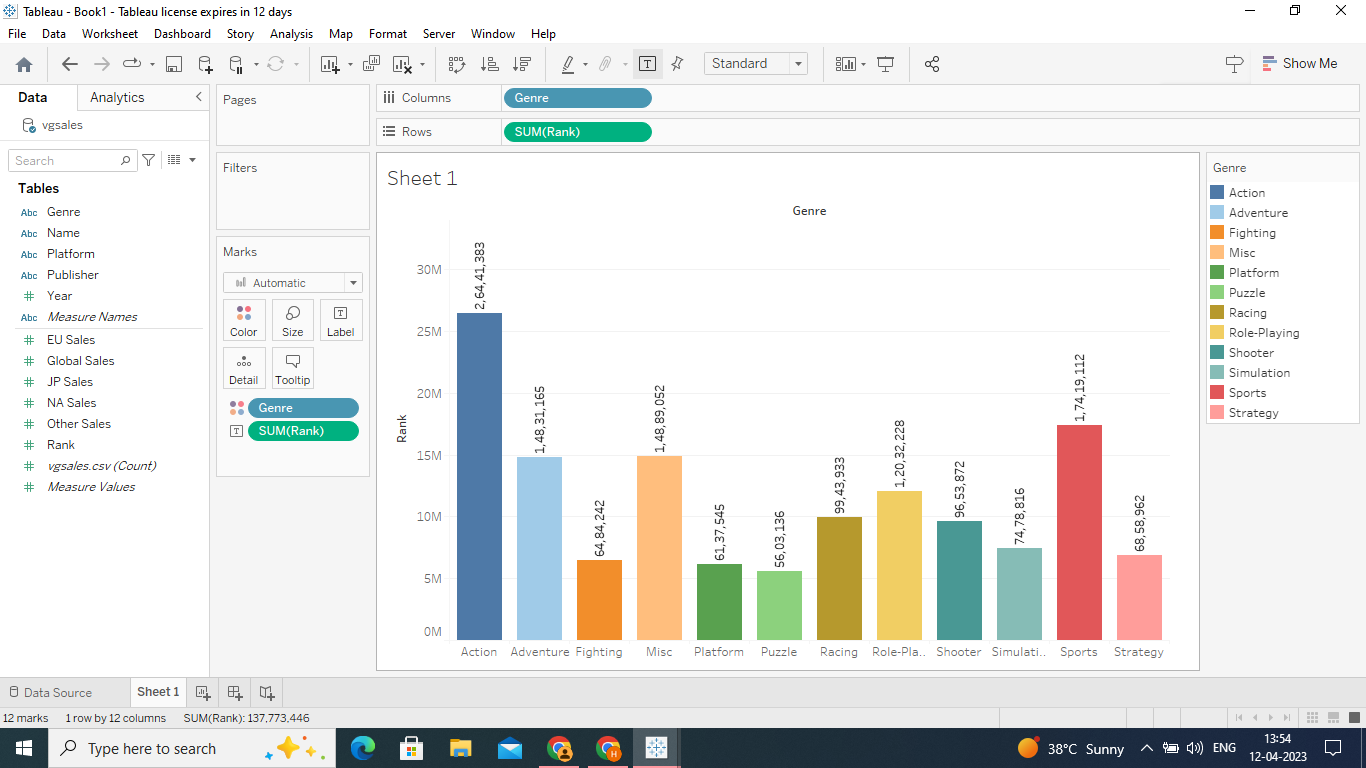 Tableau - Book1 - Tableau license expires in 12 days
File Data Worksheet Dashboard Story Analysis Map Format Server Window Help
Standard
Show Me
Data Analytics
vgsales
Search
Tables
Abc Genre
Abc Name
Abc Platform
Abc Publisher
# Year
Abc Measure Names
# EU Sales
# Global Sales
# JP Sales
# NA Sales
# Other Sales
# Rank
# vgsales.csv (Count)
# Measure Values
Pages
Filters
Marks
Automatic
Color Size Label
Detail Tooltip
Genre
SUM(Rank)
Columns Genre
Rows SUM(Rank)
Sheet 1
Genre
Rank
30M
25M
20M
15M
10M
5M
0M
2,64,41,383
1,48,31,165
64,84,242
1,48,89,052
61,37,545
56,03,136
99,43,933
1,20,32,228
96,53,872
74,78,816
1,74,19,112
68,58,962
Action Adventure Fighting Misc Platform Puzzle Racing Role-Pla.. Shooter Simulati.. Sports Strategy
Genre
Action
Adventure
Fighting
Misc
Platform
Puzzle
Racing
Role-Playing
Shooter
Simulation
Sports
Strategy
Data Source Sheet 1
12 marks 1 row by 12 columns SUM(Rank): 137,773,446
Type here to search
H
38°C Sunny
ENG
13:54
12-04-2023